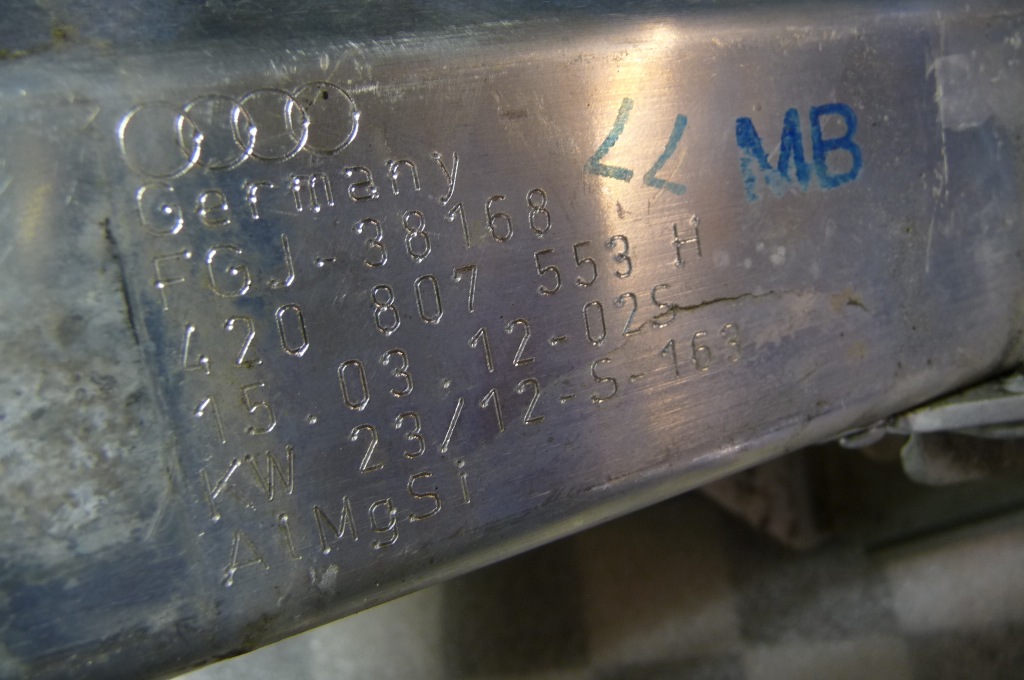 Germany
FGJ-38168
420 807 553 H
15.03.12-02S
KW 23/12-S-163
AlMgSi
MB